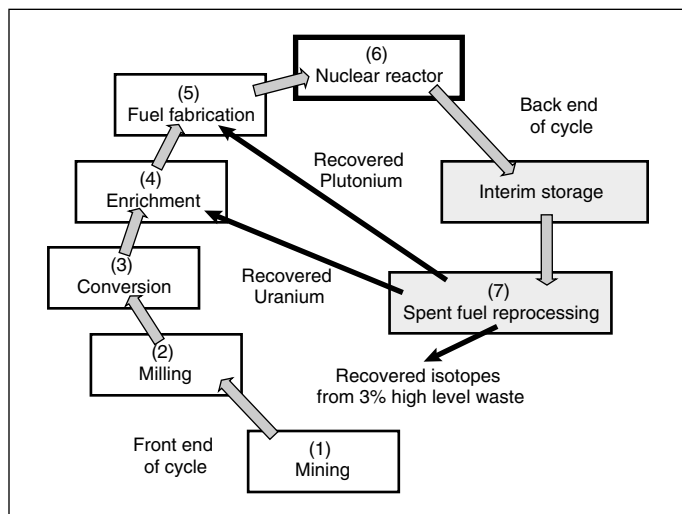 (6)
Nuclear reactor
(5)
Fuel fabrication
Back end
of cycle
Recovered
Plutonium
(4)
Enrichment
Interim storage
(3)
Conversion
Recovered
Uranium
(7)
Spent fuel reprocessing
(2)
Milling
Recovered isotopes
from 3% high level waste
Front end
of cycle
(1)
Mining